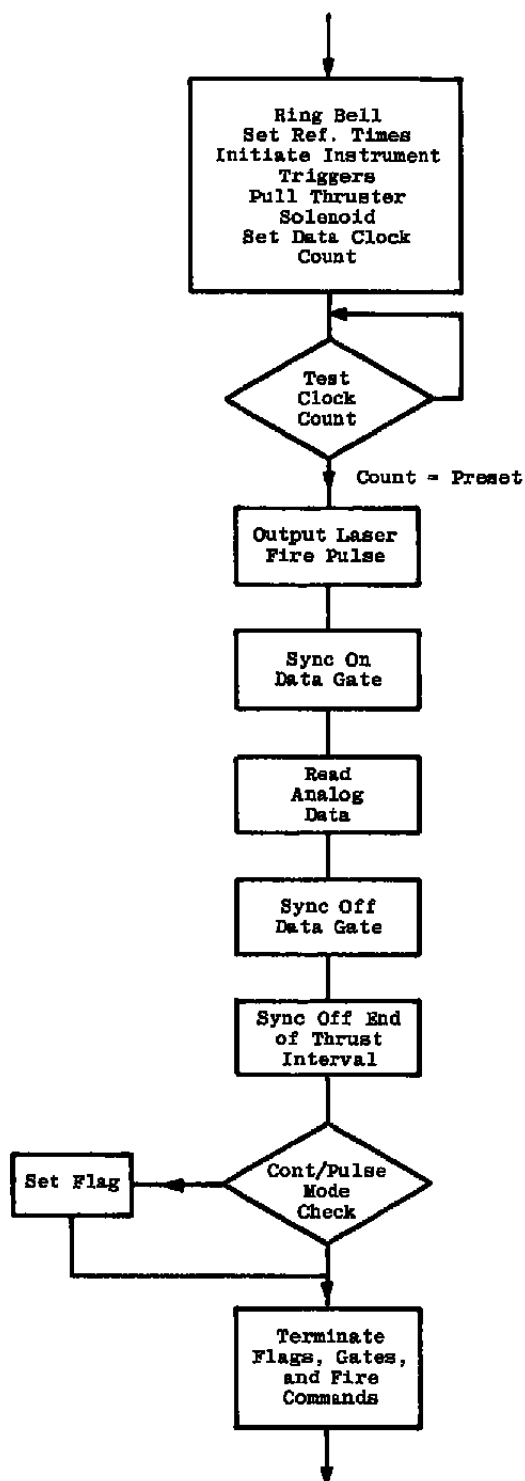 Ring Bell
Set Ref. Times
Initiate Instrument
Triggers
Pull Thruster
Solenoid
Set Data Clock
Count
Test
Clock
Count
Count = Preset
Output Laser
Fire Pulse
Sync On
Data Gate
Read
Analog
Data
Sync Off
Data Gate
Sync Off End
of Thrust
Interval
Cont/Pulse
Mode
Check
Set Flag
Terminate
Flags, Gates,
and Fire
Commands